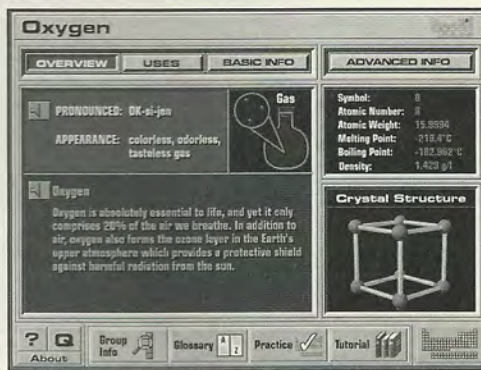 Oxygen
OVERVIEW
USES
BASIC INFO
ADVANCED INFO
PRONOUNCED: OK-si-jen
APPEARANCE: colorless, odorless,
tasteless gas
Gas
Symbol:
Atomic Number: 8
Atomic Weight: 15.9994
Melting Point: -218.4°C
Boiling Point: -182.962°C
Density: 1.429 g/l
Oxygen
Oxygen is absolutely essential to life, and yet it only
comprises 20% of the air we breathe. In addition to
air, oxygen also forms the ozone layer in the Earth's
upper atmosphere which provides a protective shield
against harmful radiation from the sun.
Crystal Structure
? Q
About
Group
Info
Glossary
A
Z
Practice
Tutorial